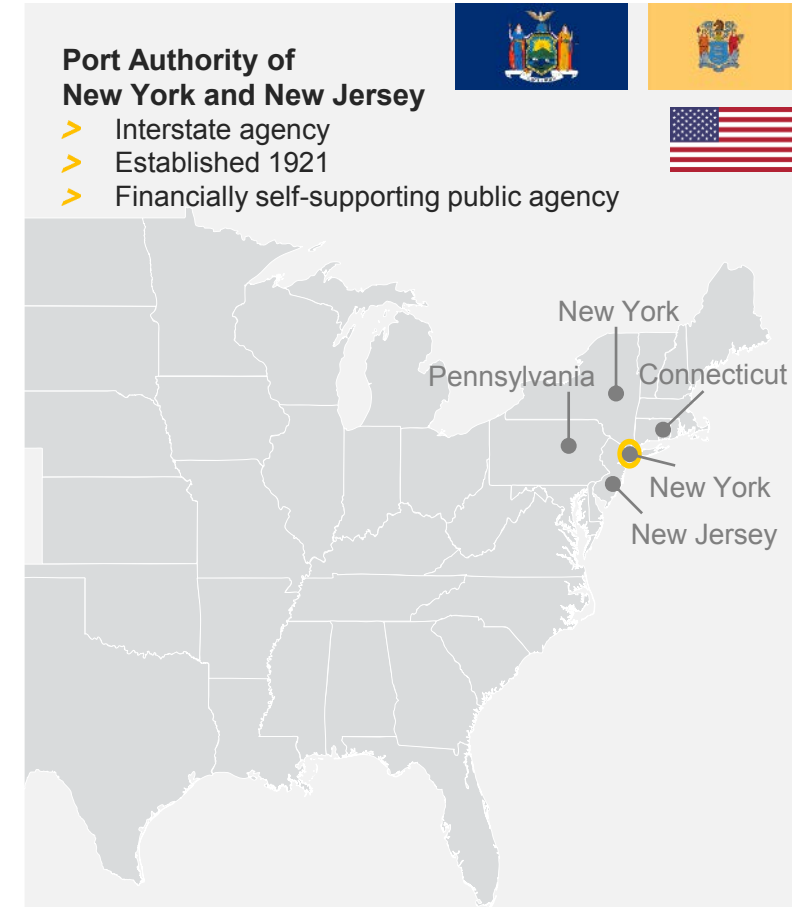 Port Authority of
New York and New Jersey
> Interstate agency
> Established 1921
> Financially self-supporting public agency
New York
Pennsylvania
Connecticut
New York
New Jersey